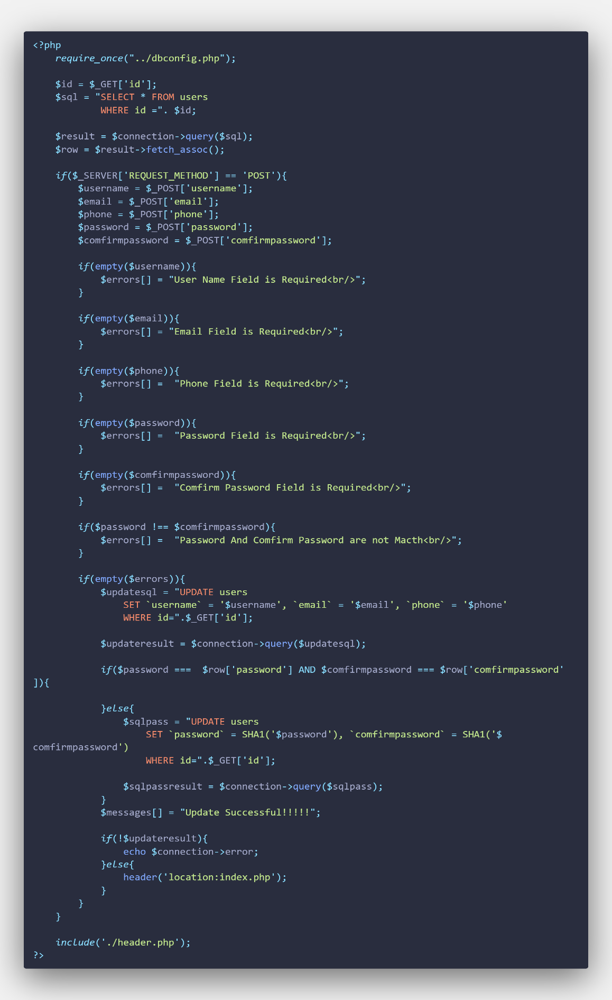 <?php
    require_once("../dbconfig.php");

    $id = $_GET['id'];
    $sql = "SELECT * FROM users
            WHERE id =". $id;

    $result = $connection->query($sql);
    $row = $result->fetch_assoc();

    if($_SERVER['REQUEST_METHOD'] == 'POST'){
        $username = $_POST['username'];
        $email = $_POST['email'];
        $phone = $_POST['phone'];
        $password = $_POST['password'];
        $comfirmpassword = $_POST['comfirmpassword'];

        if(empty($username)){
            $errors[] = "User Name Field is Required<br/>";
        }

        if(empty($email)){
            $errors[] = "Email Field is Required<br/>";
        }

        if(empty($phone)){
            $errors[] =  "Phone Field is Required<br/>";
        }

        if(empty($password)){
            $errors[] =  "Password Field is Required<br/>";
        }

        if(empty($comfirmpassword)){
            $errors[] =  "Comfirm Password Field is Required<br/>";
        }

        if($password !== $comfirmpassword){
            $errors[] =  "Password And Comfirm Password are not Macth<br/>";
        }

        if(empty($errors)){
            $updatesql = "UPDATE users
                SET `username` = '$username', `email` = '$email', `phone` = '$phone'
                WHERE id=".$_GET['id'];

            $updateresult = $connection->query($updatesql);

            if($password ===  $row['password'] AND $comfirmpassword === $row['comfirmpassword'
]){

            }else{
                $sqlpass = "UPDATE users
                    SET `password` = SHA1('$password'), `comfirmpassword` = SHA1('$
comfirmpassword')
                    WHERE id=".$_GET['id'];

                $sqlpassresult = $connection->query($sqlpass);
            }
            $messages[] = "Update Successful!!!!!";

            if(!$updateresult){
                echo $connection->error;
            }else{
                header('location:index.php');
            }
        }
    }

    include('./header.php');
?>